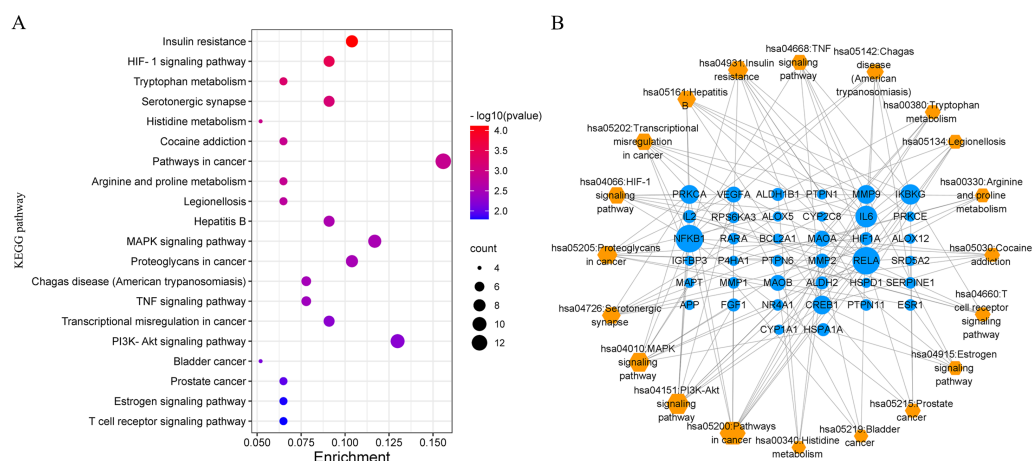 A
KEGG pathway
Insulin resistance
HIF- 1 signaling pathway
Tryptophan metabolism
Serotonergic synapse
Histidine metabolism
Cocaine addiction
Pathways in cancer
Arginine and proline metabolism
Legionellosis
Hepatitis B
MAPK signaling pathway
Proteoglycans in cancer
Chagas disease (American trypanosomiasis)
TNF signaling pathway
Transcriptional misregulation in cancer
PI3K- Akt signaling pathway
Bladder cancer
Prostate cancer
Estrogen signaling pathway
T cell receptor signaling pathway
0.050 0.075 0.100 0.125 0.150
Enrichment
- log10(pvalue)
4.0
3.5
3.0
2.5
2.0
count
4
6
8
10
12
B
hsa04668:TNF
signaling
pathway
hsa05142:Chagas
disease
(American
trypanosomiasis)
hsa04931:Insulin
resistance
hsa05161:Hepatitis
B
hsa00380:Tryptophan
metabolism
hsa05202:Transcriptional
misregulation
in cancer
hsa05134:Legionellosis
hsa04066:HIF-1
signaling
pathway
hsa00330:Arginine
and proline
metabolism
hsa05205:Proteoglycans
in cancer
hsa05030:Cocaine
addiction
hsa04726:Serotonergic
synapse
hsa04660:T
cell receptor
signaling pathway
hsa04010:MAPK
signaling
pathway
hsa04915:Estrogen
signaling
pathway
hsa04151:PI3K-Akt
signaling
pathway
hsa05215:Prostate
cancer
hsa05200:Pathways
in cancer
hsa05219:Bladder
cancer
hsa00340:Histidine
metabolism
PRKCA VEGFA ALDH1B1 PTPN1 MMP9 IKBKG
IL2 RPS6KA3 ALOX5 CYP2C8 IL6 PRKCE
NFKB1 RARA BCL2A1 MAOA HIF1A ALOX12
IGFBP3 P4HA1 PTPN6 MMP2 RELA SRD5A2
MAPT MMP1 MAOB ALDH2 HSPD1 SERPINE1
APP FGF1 NR4A1 CREB1 PTPN11 ESR1
CYP1A1 HSPA1A